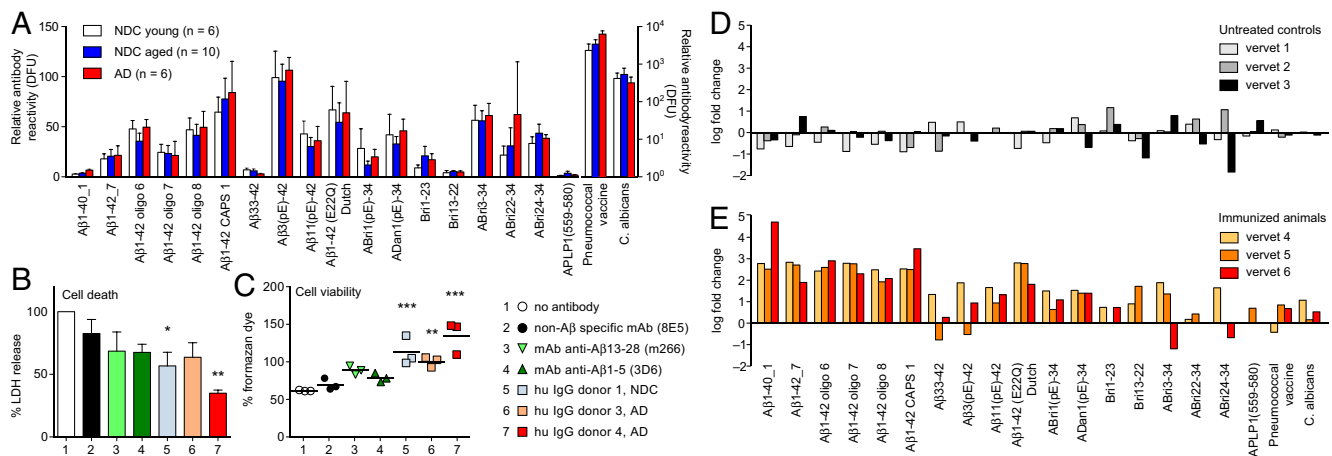 A
NDC young (n = 6)
NDC aged (n = 10)
AD (n = 6)
Relative antibody
reactivity (DFU)
150
100
50
0
10⁴
10³
10²
10¹
10⁰
Relative antibodyreactivity
(DFU)
Aβ1-40_1
Aβ1-42_7
Aβ1-42 oligo 6
Aβ1-42 oligo 7
Aβ1-42 oligo 8
Aβ1-42 CAPS 1
Aβ33-42
Aβ3(pE)-42
Aβ11(pE)-42
Aβ1-42 (E22Q)
Dutch
ABri1(pE)-34
ADan1(pE)-34
Bri1-23
Bri13-22
ABri3-34
ABri22-34
ABri24-34
APLP1(559-580)
Pneumococcal
vaccine
C. albicans
B
Cell death
% LDH release
100
50
0
*
**
1
2
3
4
5
6
7
C
Cell viability
% fromazan dye
200
150
100
50
0
***
**
***
1
2
3
4
5
6
7
1 no antibody
2 non-Aβ specific mAb (8E5)
3 mAb anti-Aβ13-28 (m266)
4 mAb anti-Aβ1-5 (3D6)
5 hu IgG donor 1, NDC
6 hu IgG donor 3, AD
7 hu IgG donor 4, AD
D
Untreated controls
vervet 1
vervet 2
vervet 3
log fold change
5
4
3
2
1
0
−1
−2
E
Immunized animals
vervet 4
vervet 5
vervet 6
log fold change
5
4
3
2
1
0
−1
−2
Aβ1-40_1
Aβ1-42_7
Aβ1-42 oligo 6
Aβ1-42 oligo 7
Aβ1-42 oligo 8
Aβ1-42 CAPS 1
Aβ33-42
Aβ3(pE)-42
Aβ11(pE)-42
Aβ1-42 (E22Q)
Dutch
ABri1(pE)-34
ADan1(pE)-34
Bri1-23
Bri13-22
ABri3-34
ABri22-34
ABri24-34
APLP1(559-580)
Pneumococcal
vaccine
C. albicans